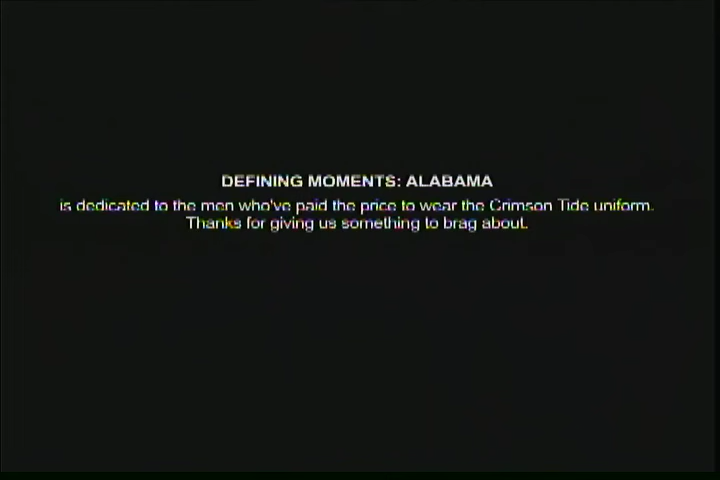 DEFINING MOMENTS: ALABAMA
is dedicated to the men who've paid the price to wear the Crimson Tide uniform.
Thanks for giving us something to brag about.